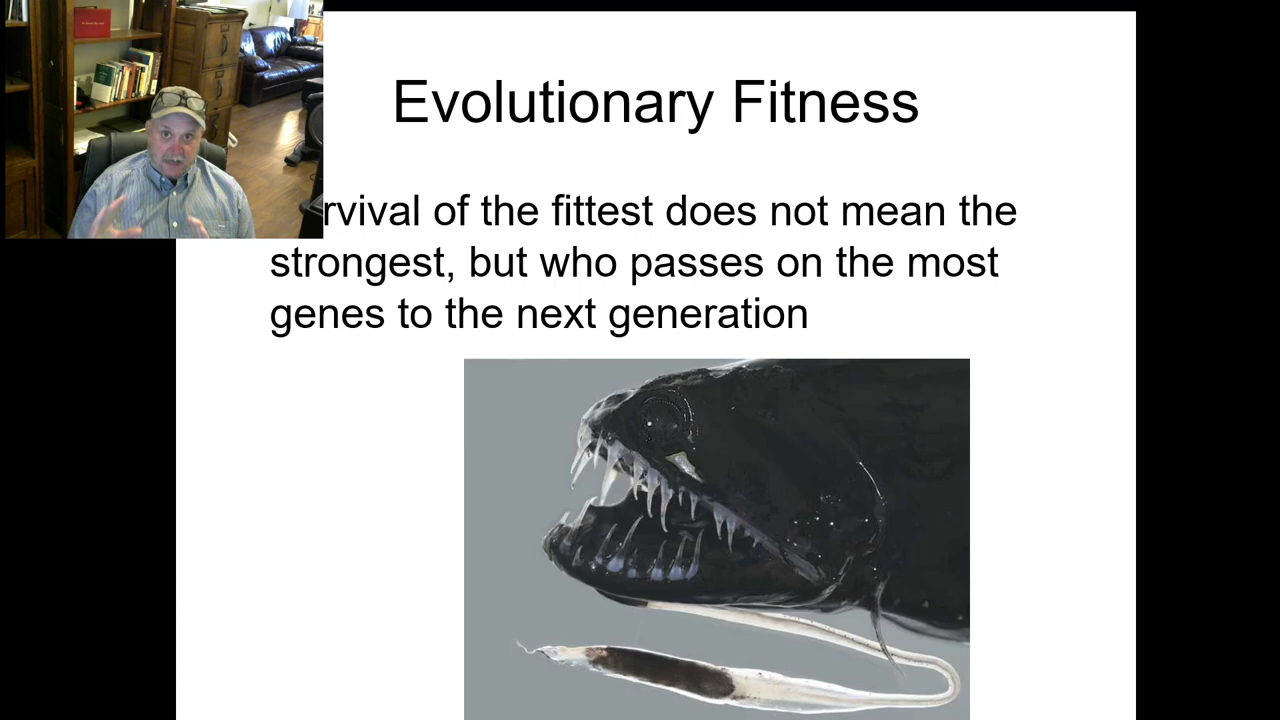 Evolutionary Fitness
rvival of the fittest does not mean the
strongest, but who passes on the most
genes to the next generation